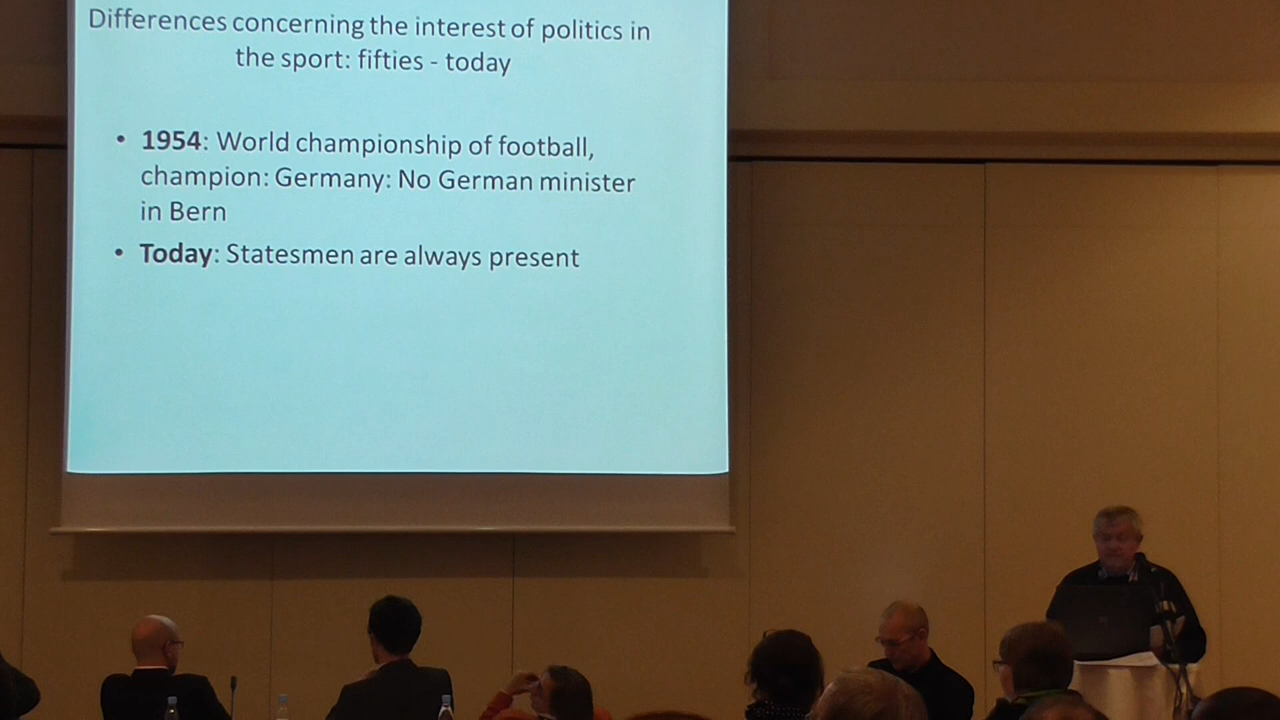 Differences concerning the interest of politics in
the sport: fifties - today
• 1954: World championship of football,
champion: Germany: No German minister
in Bern
• Today: Statesmen are always present